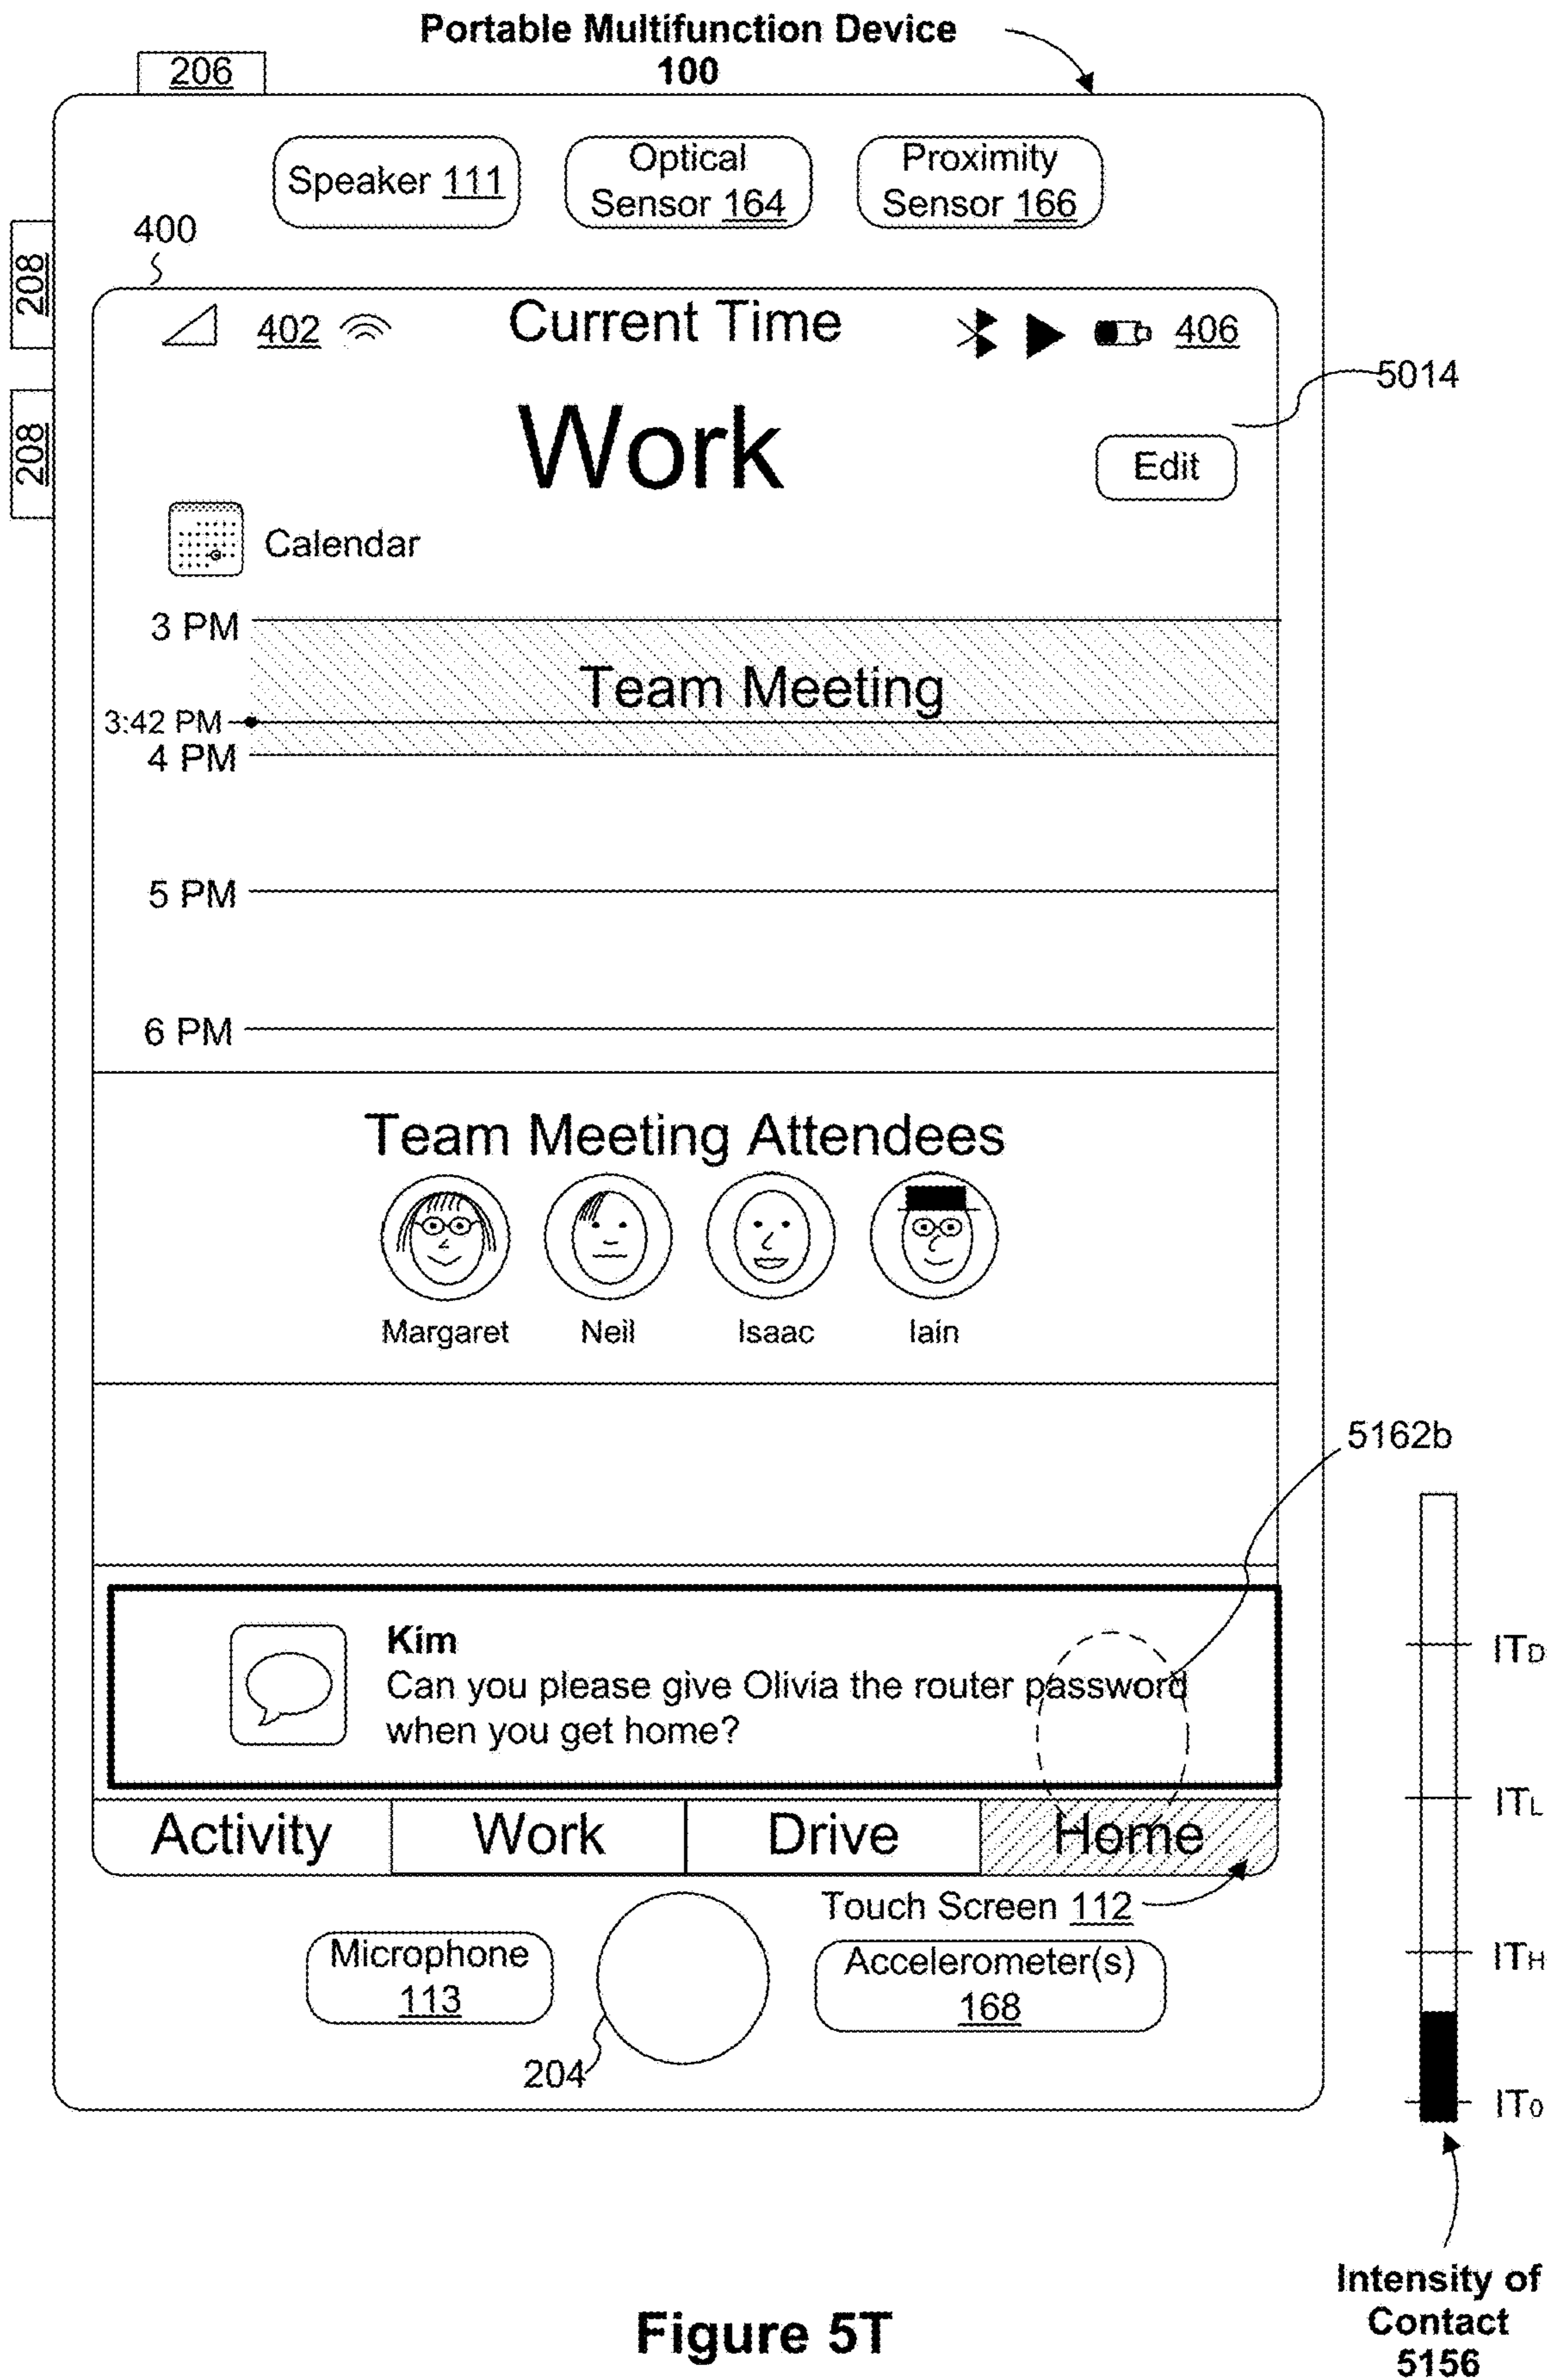 Portable Multifunction Device
100
206
Speaker 111
Optical
Sensor 164
Proximity
Sensor 166
208
208
400
402
Current Time
406
5014
Work
Edit
Calendar
3 PM
Team Meeting
3:42 PM
4 PM
5 PM
6 PM
Team Meeting Attendees
Margaret
Neil
Isaac
Iain
5162b
Kim
Can you please give Olivia the router password
when you get home?
Activity
Work
Drive
Home
Touch Screen 112
Microphone
113
Accelerometer(s)
168
204
ITD
ITL
ITH
IT0
Intensity of
Contact
5156
Figure 5T